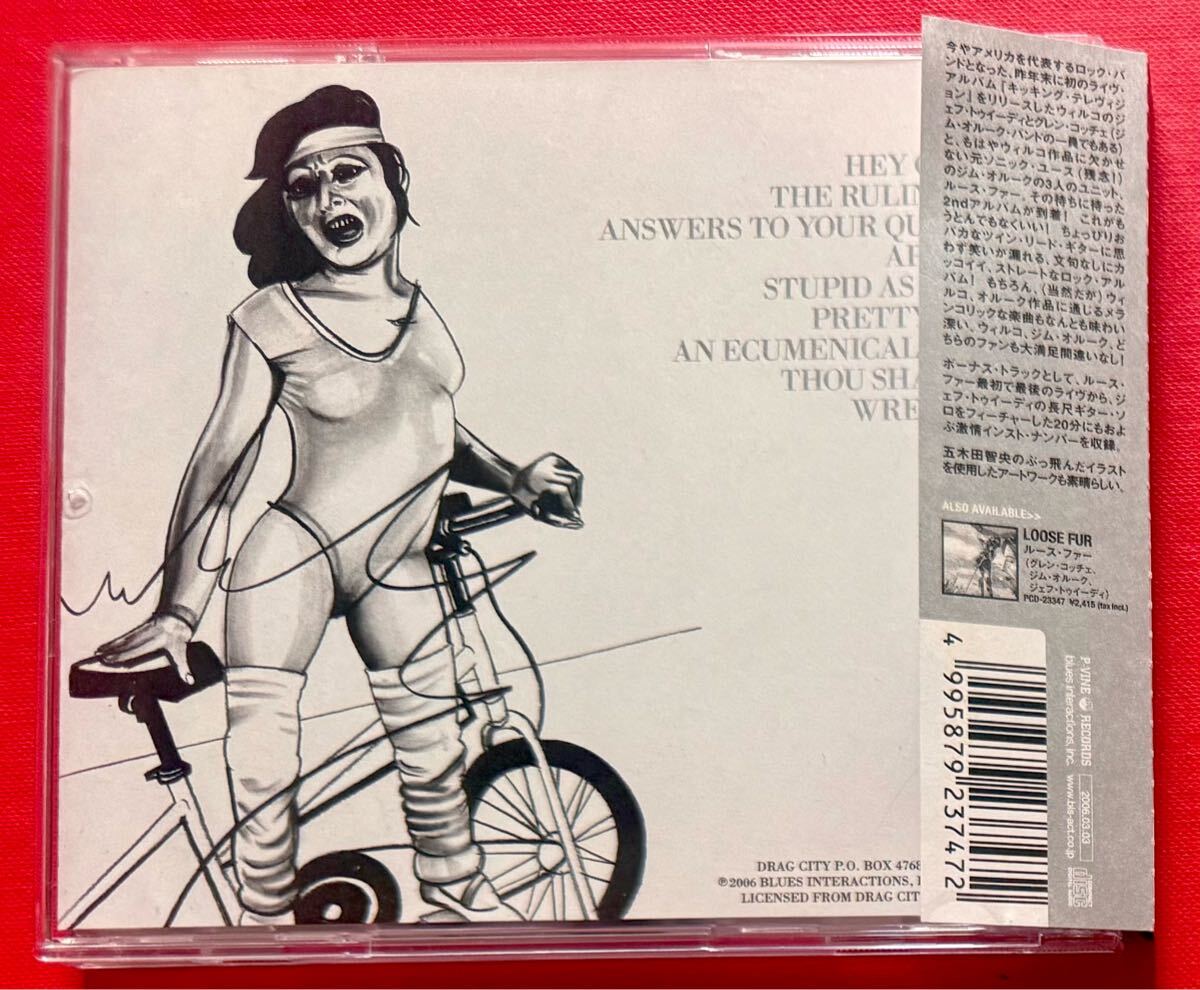 HEY
THE RULIN
ANSWERS TO YOUR QU
AP
STUPID AS
PRETTY
AN ECUMENICAL
THOU SHA
WRE
DRAG CITY P.O. BOX 4768
℗2006 BLUES INTERACTIONS, I
LICENSED FROM DRAG CIT
今やアメリカを代表するロック・バ
ンドとなった、昨年末に初のライヴ・
アルバム『キッキング・テレヴィジ
ョン』をリリースしたウィルコのジ
ェフ・トゥイーディとグレン・コッチェ(ジ
ム・オルーク・バンドの一員でもある)
と、もはやウィルコ作品に欠かせ
ない元ソニック・ユース(残念!)
のジム・オルークの3人のユニット、
ルース・ファー、その待ちに待った
2ndアルバムが到着! これがも
うとんでもなくいい! ちょっぴりお
バカなツイン・リード・ギターに思
わず笑いが漏れる、文句なしにカ
ッコイイ、ストレートなロック・アル
バム! もちろん、(当然だが)ウィ
ルコ、オルーク作品に通じるメラ
ンコリックな楽曲もなんとも味わい
深い、ウィルコ、ジム・オルーク、ど
ちらのファンも大満足間違いなし!
ボーナス・トラックとして、ルース・
ファー最初で最後のライヴから、ジ
ェフ・トゥイーディの長尺ギター・ソ
ロをフィーチャーした20分にもおよ
ぶ激情インスト・ナンバーを収録。
五木田智央のぶっ飛んだイラスト
を使用したアートワークも素晴らしい。
ALSO AVAILABLE>>
LOOSE FUR
ルース・ファー
(グレン・コッチェ、
ジム・オルーク、
ジェフ・トゥイーディ)
PCD-23347 ¥2,415 (tax incl.)
4 995879 237472
P-VINE RECORDS
blues interactions, inc.
2006.03.03
www.bls-act.co.jp
COMPACT disc DIGITAL AUDIO